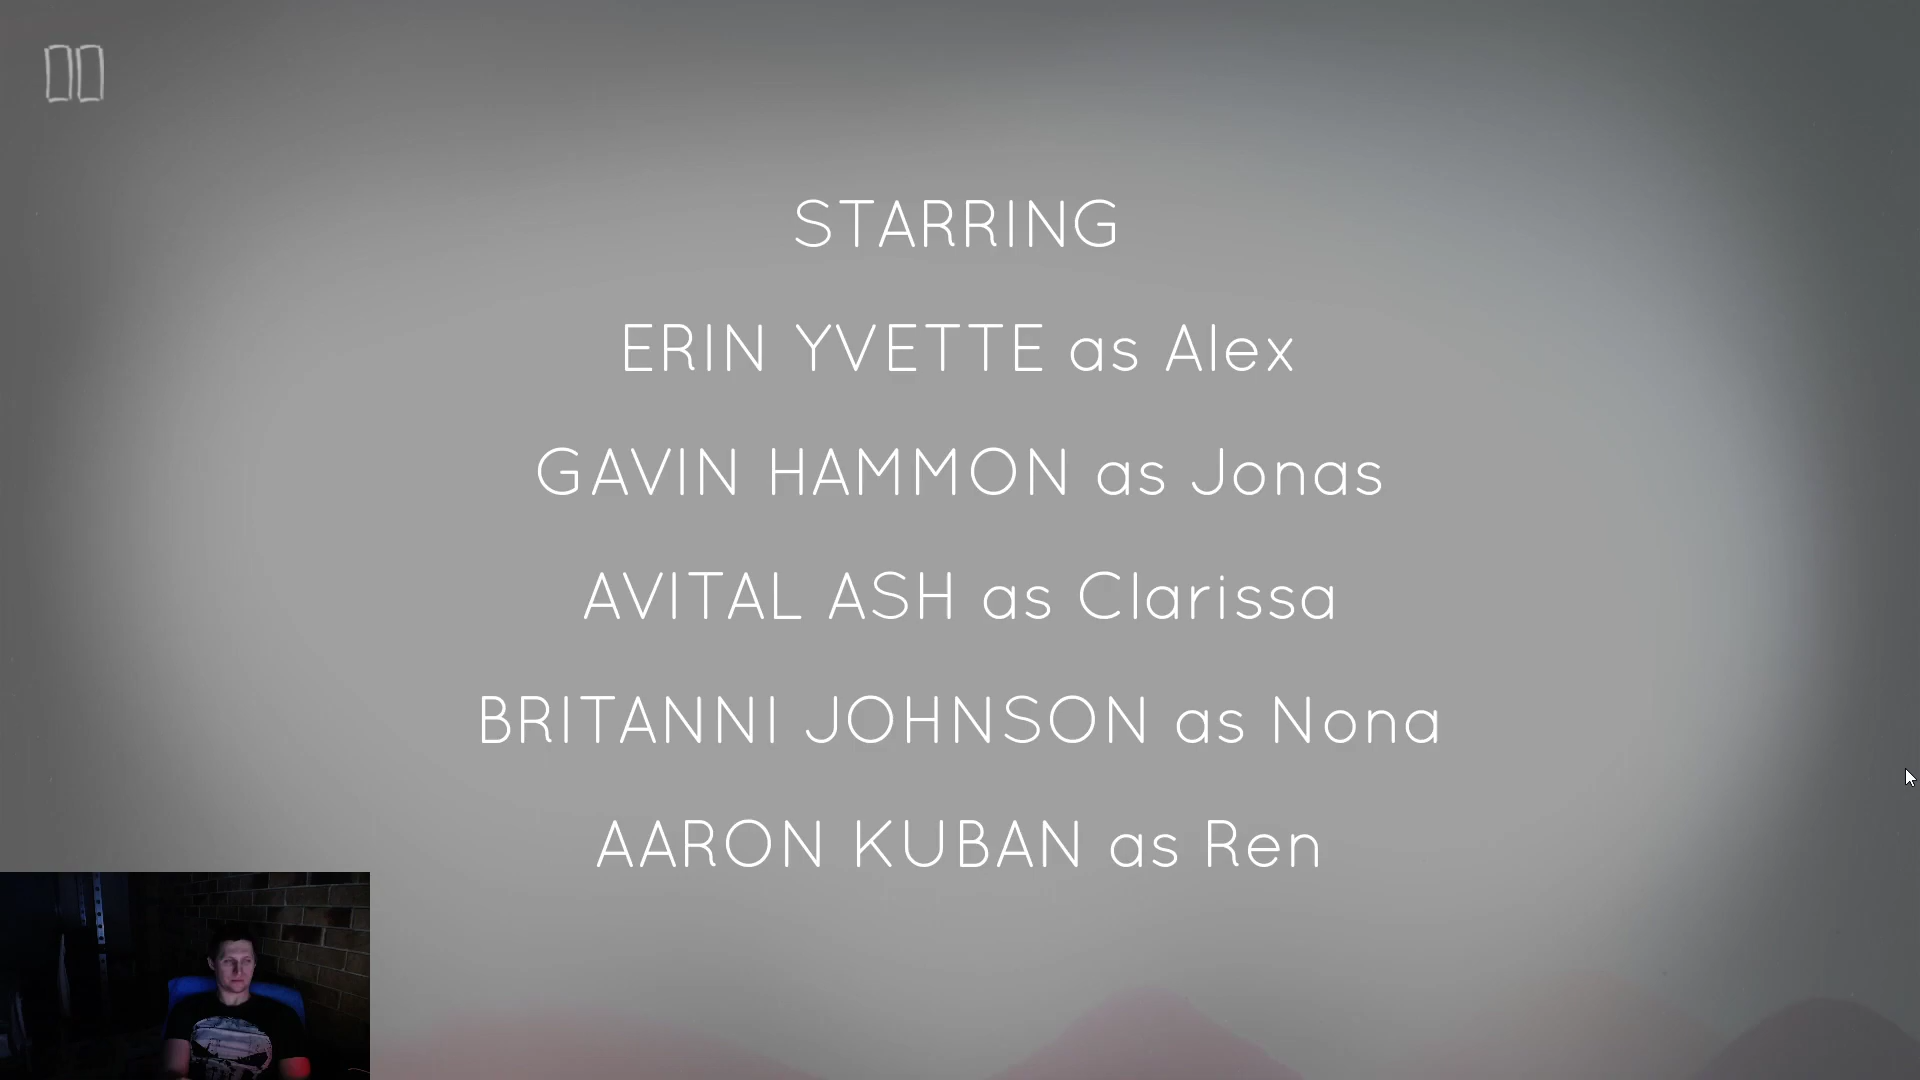 STARRING
ERIN YVETTE as Alex
GAVIN HAMMON as Jonas
AVITAL ASH as Clarissa
BRITANNI JOHNSON as Nona
AARON KUBAN as Ren